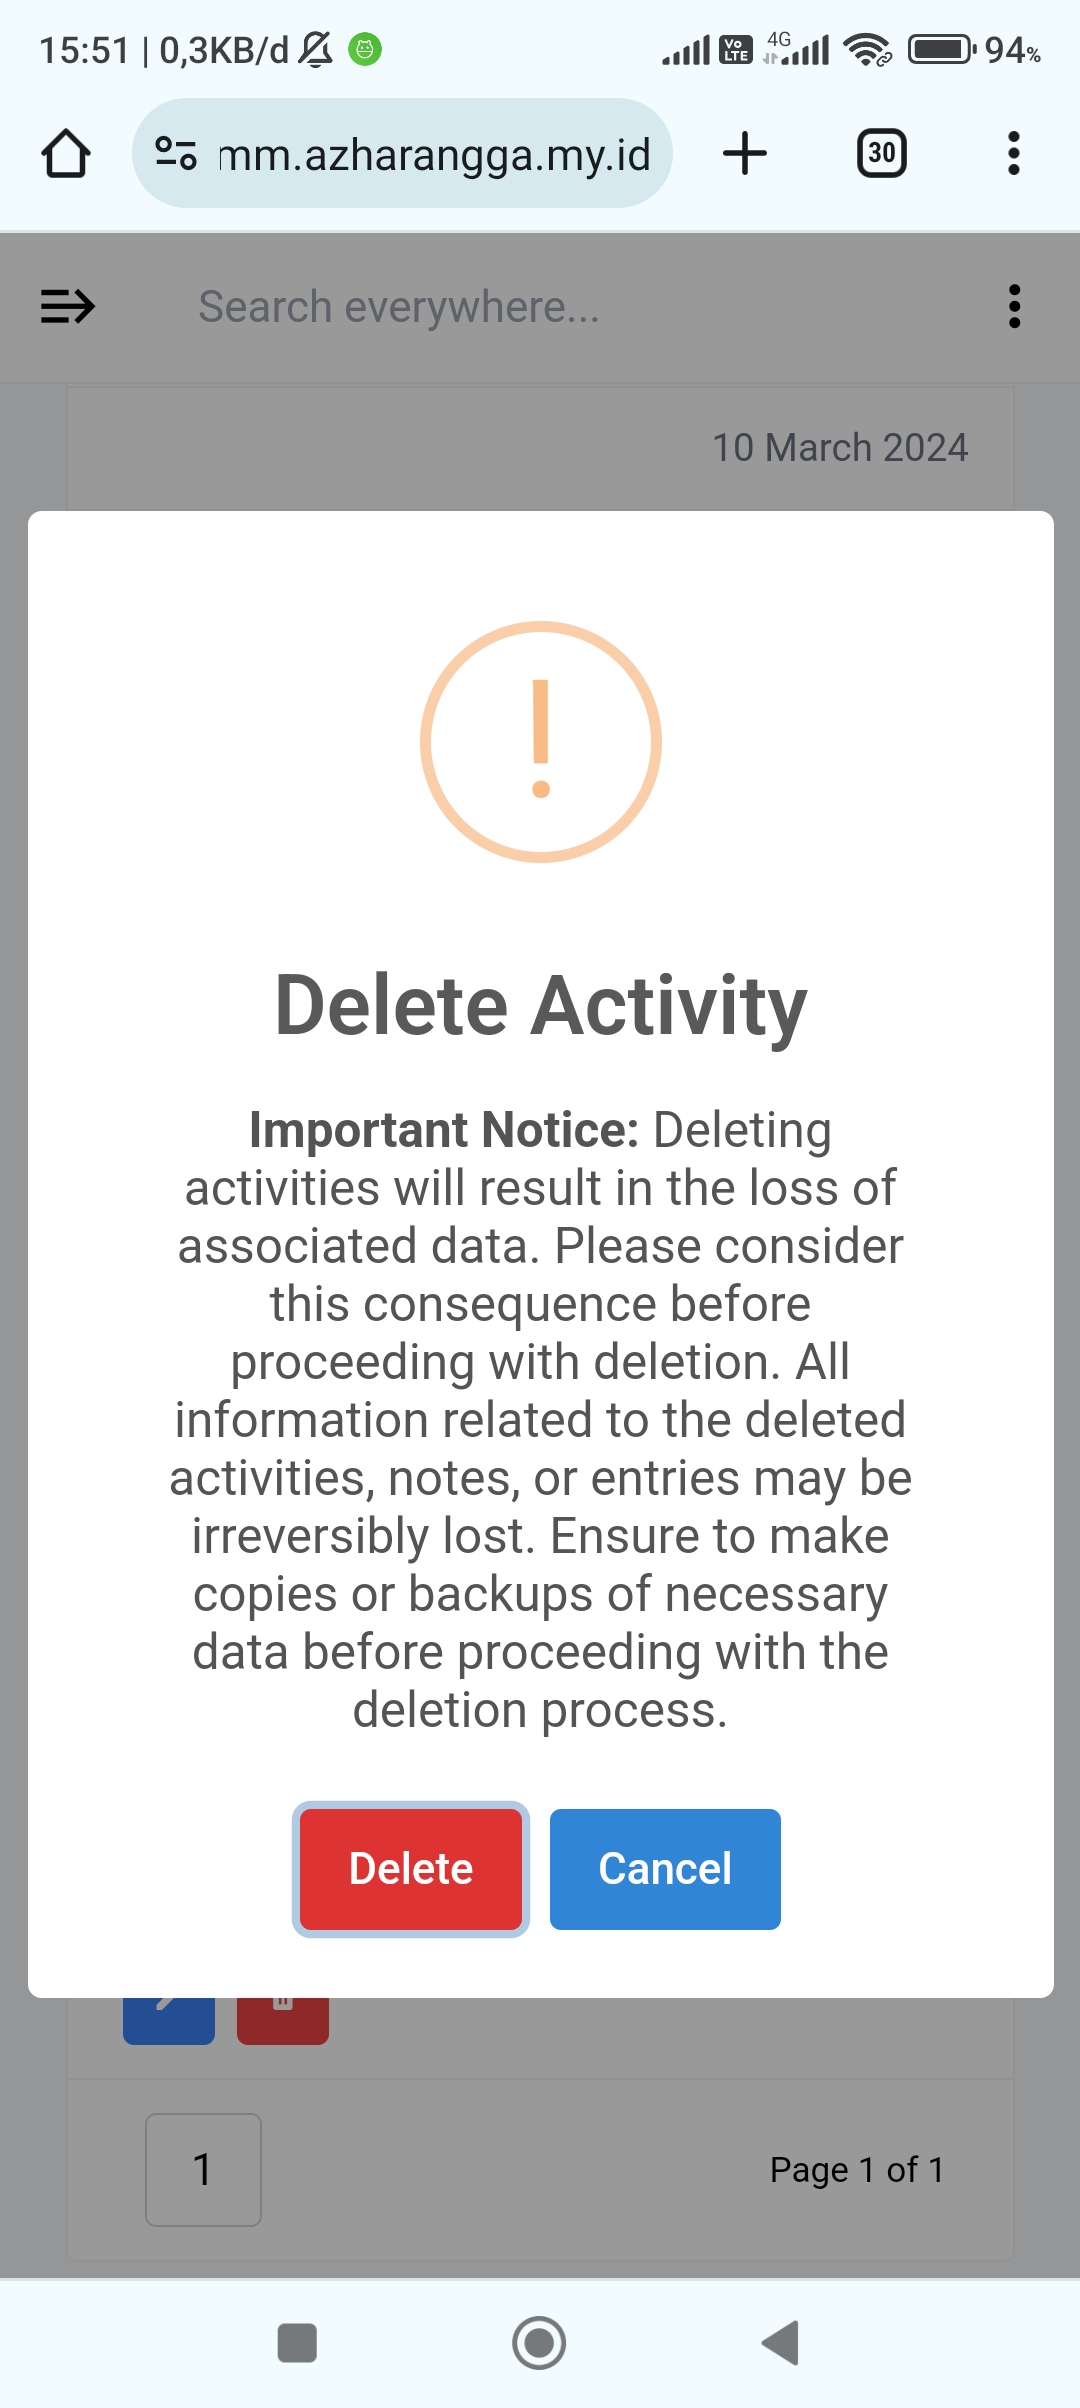 15:51 | 0,3KB/d
Vo
LTE
4G
94%
mm.azharangga.my.id
30
Search everywhere...
10 March 2024
!
Delete Activity
Important Notice: Deleting
activities will result in the loss of
associated data. Please consider
this consequence before
proceeding with deletion. All
information related to the deleted
activities, notes, or entries may be
irreversibly lost. Ensure to make
copies or backups of necessary
data before proceeding with the
deletion process.
Delete
Cancel
1
Page 1 of 1